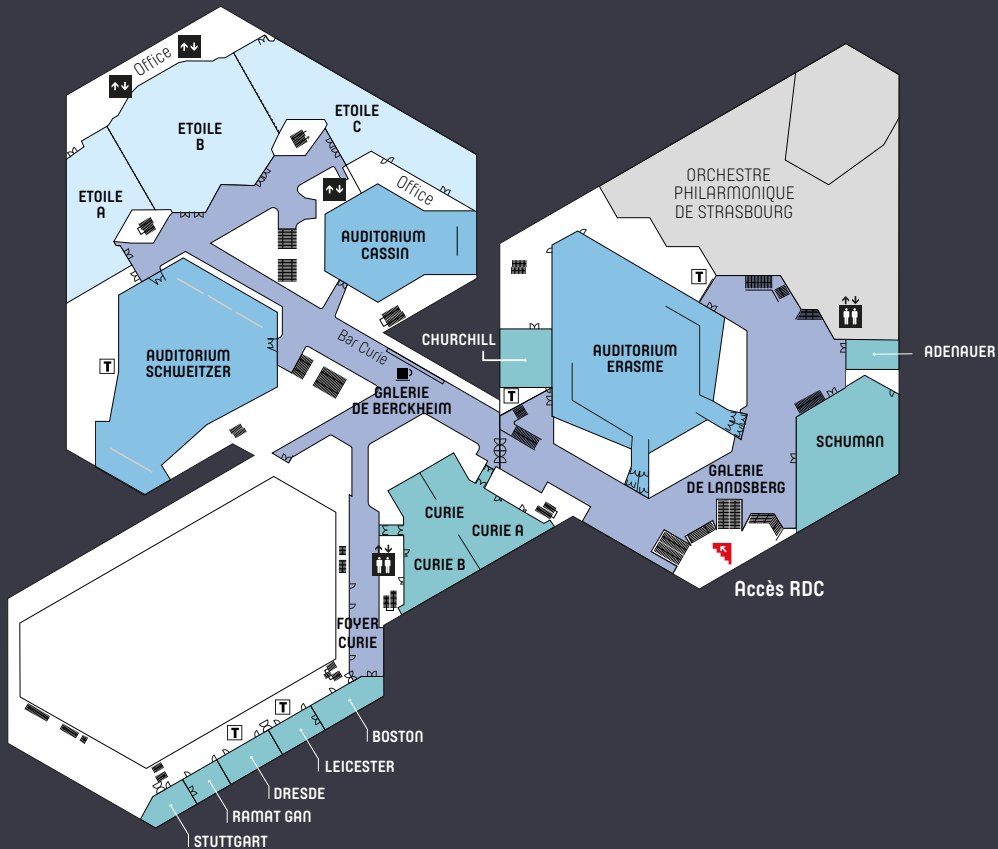 Office
ETOILE
C
ETOILE
B
ETOILE
A
Office
AUDITORIUM
CASSIN
ORCHESTRE
PHILARMONIQUE
DE STRASBOURG
T
CHURCHILL
AUDITORIUM
ERASME
ADENAUER
Bar Curie
AUDITORIUM
SCHWEITZER
T
GALERIE
DE BERCKHEIM
T
SCHUMAN
GALERIE
DE LANDSBERG
CURIE
CURIE A
CURIE B
Accès RDC
FOYER
CURIE
T
T
BOSTON
LEICESTER
DRESDE
RAMAT GAN
STUTTGART